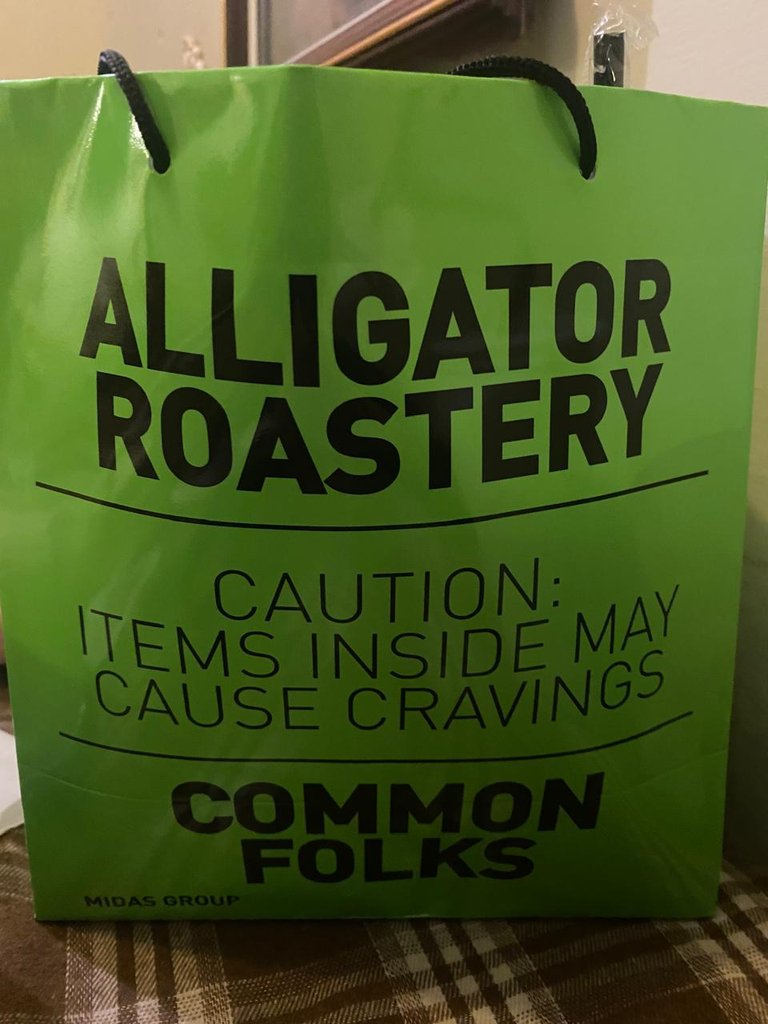 ALLIGATOR
ROASTERY
CAUTION:
ITEMS INSIDE MAY
CAUSE CRAVINGS
COMMON
FOLKS
MIDAS GROUP